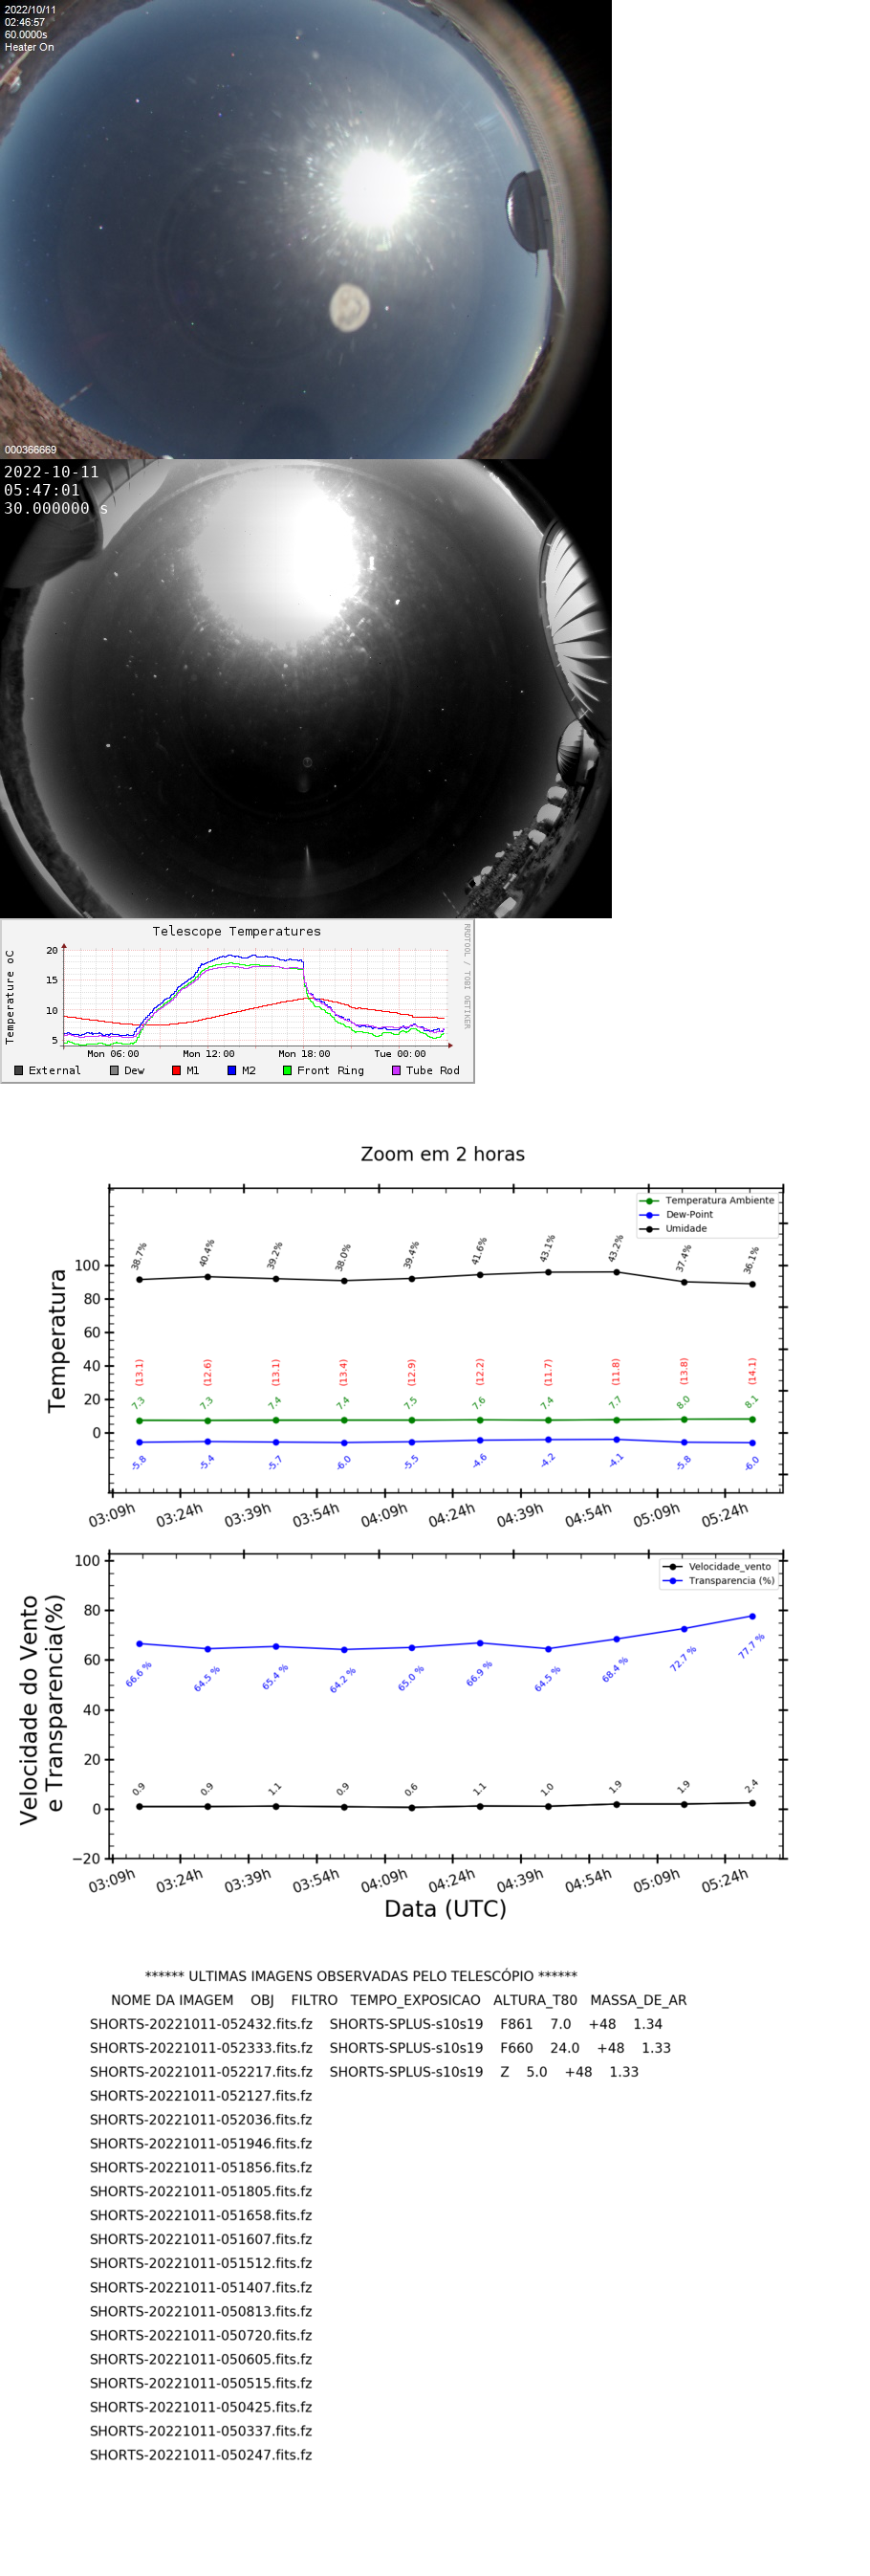 2022/10/11
02:46:57
60.0000s
Heater On
000366669
2022-10-11
05:47:01
30.000000 s
Telescope Temperatures
RRDTOOL / TOBI OETIKER
Temperature oC
20
15
10
5
Mon 06:00 Mon 12:00 Mon 18:00 Tue 00:00
External Dew M1 M2 Front Ring Tube Rod
Zoom em 2 horas
Temperatura Ambiente
Dew-Point
Umidade
Temperatura
100
80
60
40
20
0
38.7% 40.4% 39.2% 38.0% 39.4% 41.6% 43.1% 43.2% 37.4% 36.1%
(13.1) (12.6) (13.1) (13.4) (12.9) (12.2) (11.7) (11.8) (13.8) (14.1)
7.3 7.3 7.4 7.4 7.5 7.6 7.4 7.7 8.0 8.1
-5.8 -5.4 -5.7 -6.0 -5.5 -4.6 -4.2 -4.1 -5.8 -6.0
03:09h 03:24h 03:39h 03:54h 04:09h 04:24h 04:39h 04:54h 05:09h 05:24h
Velocidade_vento
Transparencia (%)
Velocidade do Vento
e Transparencia(%)
100
80
60
40
20
0
−20
66.6 % 64.5 % 65.4 % 64.2 % 65.0 % 66.9 % 64.5 % 68.4 % 72.7 % 77.7 %
0.9 0.9 1.1 0.9 0.6 1.1 1.0 1.9 1.9 2.4
03:09h 03:24h 03:39h 03:54h 04:09h 04:24h 04:39h 04:54h 05:09h 05:24h
Data (UTC)
****** ULTIMAS IMAGENS OBSERVADAS PELO TELESCÓPIO ******
NOME DA IMAGEM OBJ FILTRO TEMPO_EXPOSICAO ALTURA_T80 MASSA_DE_AR
SHORTS-20221011-052432.fits.fz SHORTS-SPLUS-s10s19 F861 7.0 +48 1.34
SHORTS-20221011-052333.fits.fz SHORTS-SPLUS-s10s19 F660 24.0 +48 1.33
SHORTS-20221011-052217.fits.fz SHORTS-SPLUS-s10s19 Z 5.0 +48 1.33
SHORTS-20221011-052127.fits.fz
SHORTS-20221011-052036.fits.fz
SHORTS-20221011-051946.fits.fz
SHORTS-20221011-051856.fits.fz
SHORTS-20221011-051805.fits.fz
SHORTS-20221011-051658.fits.fz
SHORTS-20221011-051607.fits.fz
SHORTS-20221011-051512.fits.fz
SHORTS-20221011-051407.fits.fz
SHORTS-20221011-050813.fits.fz
SHORTS-20221011-050720.fits.fz
SHORTS-20221011-050605.fits.fz
SHORTS-20221011-050515.fits.fz
SHORTS-20221011-050425.fits.fz
SHORTS-20221011-050337.fits.fz
SHORTS-20221011-050247.fits.fz